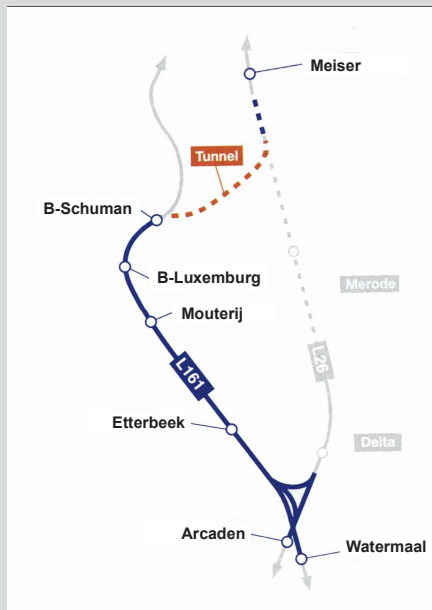 Meiser
Tunnel
B-Schuman
B-Luxemburg
Merode
Mouterij
L161
L26
Etterbeek
Delta
Arcaden
Watermaal